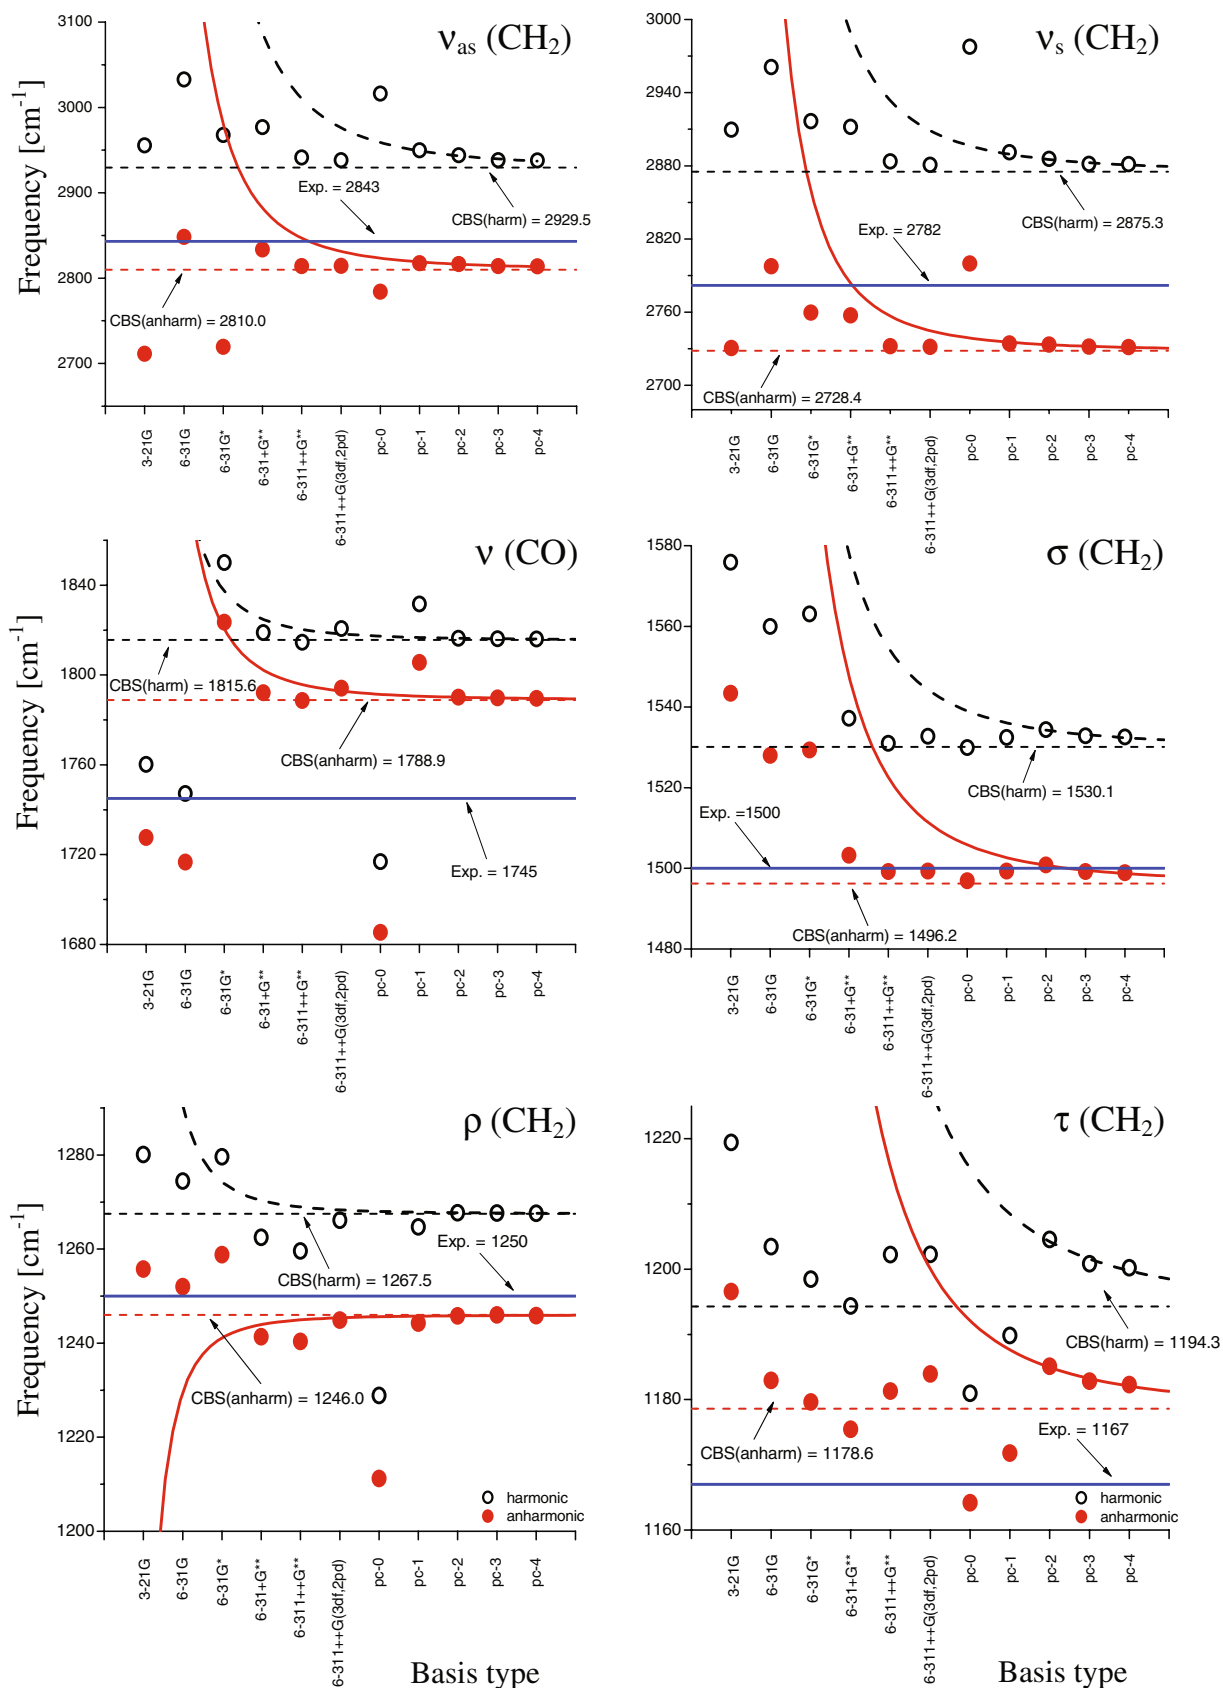 ν_as (CH₂)
Frequency [cm⁻¹]
3100
3000
2900
2800
2700
Exp. = 2843
CBS(harm) = 2929.5
CBS(anharm) = 2810.0
3-21G
6-31G
6-31G*
6-31+G**
6-311++G**
6-311++G(3df,2pd)
pc-0
pc-1
pc-2
pc-3
pc-4
ν_s (CH₂)
3000
2940
2880
2820
2760
2700
Exp. = 2782
CBS(harm) = 2875.3
CBS(anharm) = 2728.4
3-21G
6-31G
6-31G*
6-31+G**
6-311++G**
6-311++G(3df,2pd)
pc-0
pc-1
pc-2
pc-3
pc-4
ν (CO)
Frequency [cm⁻¹]
1840
1800
1760
1720
1680
CBS(harm) = 1815.6
CBS(anharm) = 1788.9
Exp. = 1745
3-21G
6-31G
6-31G*
6-31+G**
6-311++G**
6-311++G(3df,2pd)
pc-0
pc-1
pc-2
pc-3
pc-4
σ (CH₂)
1580
1560
1540
1520
1500
1480
CBS(harm) = 1530.1
Exp. =1500
CBS(anharm) = 1496.2
3-21G
6-31G
6-31G*
6-31+G**
6-311++G**
6-311++G(3df,2pd)
pc-0
pc-1
pc-2
pc-3
pc-4
ρ (CH₂)
Frequency [cm⁻¹]
1280
1260
1240
1220
1200
Exp. = 1250
CBS(harm) = 1267.5
CBS(anharm) = 1246.0
harmonic
anharmonic
3-21G
6-31G
6-31G*
6-31+G**
6-311++G**
6-311++G(3df,2pd)
pc-0
pc-1
pc-2
pc-3
pc-4
Basis type
τ (CH₂)
1220
1200
1180
1160
CBS(harm) = 1194.3
CBS(anharm) = 1178.6
Exp. = 1167
harmonic
anharmonic
3-21G
6-31G
6-31G*
6-31+G**
6-311++G**
6-311++G(3df,2pd)
pc-0
pc-1
pc-2
pc-3
pc-4
Basis type